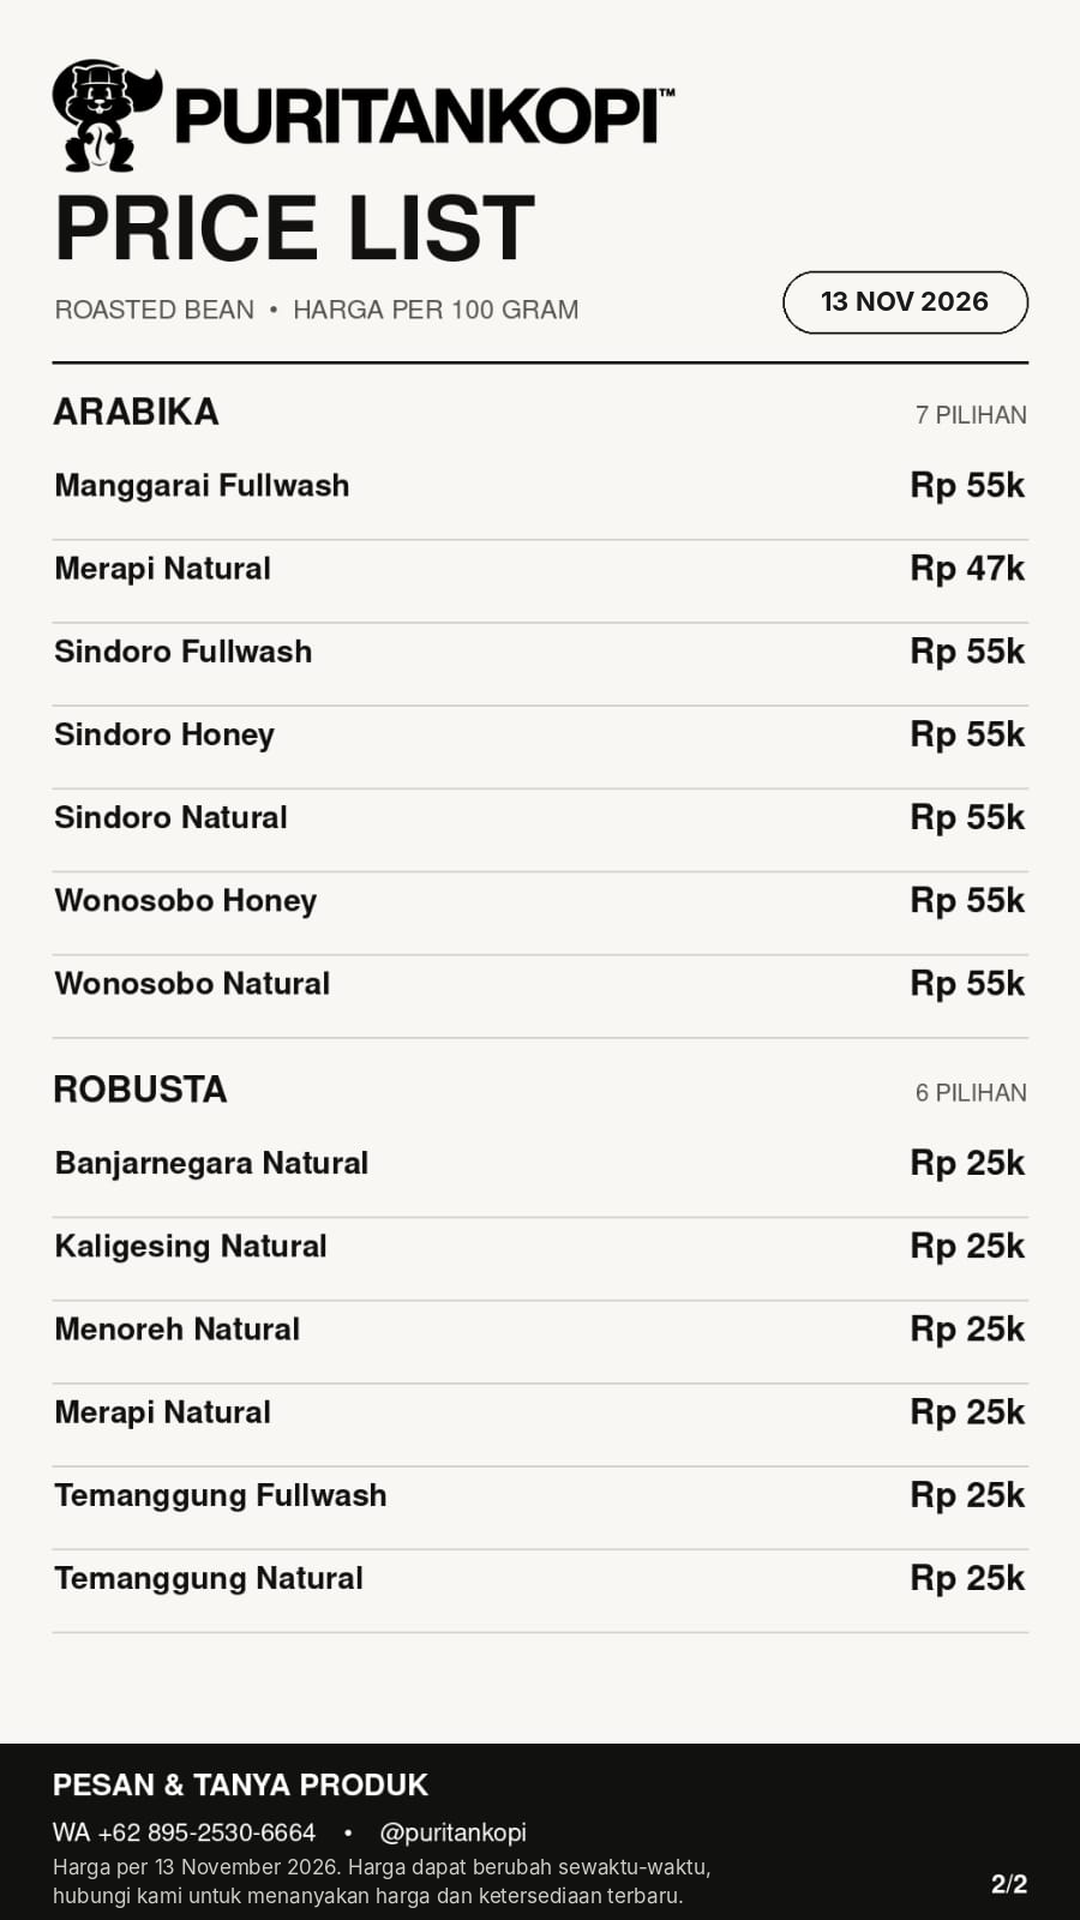 PURITANKOPI™
PRICE LIST
ROASTED BEAN • HARGA PER 100 GRAM
13 NOV 2026
ARABIKA 7 PILIHAN
Manggarai Fullwash Rp 55k
Merapi Natural Rp 47k
Sindoro Fullwash Rp 55k
Sindoro Honey Rp 55k
Sindoro Natural Rp 55k
Wonosobo Honey Rp 55k
Wonosobo Natural Rp 55k
ROBUSTA 6 PILIHAN
Banjarnegara Natural Rp 25k
Kaligesing Natural Rp 25k
Menoreh Natural Rp 25k
Merapi Natural Rp 25k
Temanggung Fullwash Rp 25k
Temanggung Natural Rp 25k
PESAN & TANYA PRODUK
WA +62 895-2530-6664 • @puritankopi
Harga per 13 November 2026. Harga dapat berubah sewaktu-waktu,
hubungi kami untuk menanyakan harga dan ketersediaan terbaru.
2/2